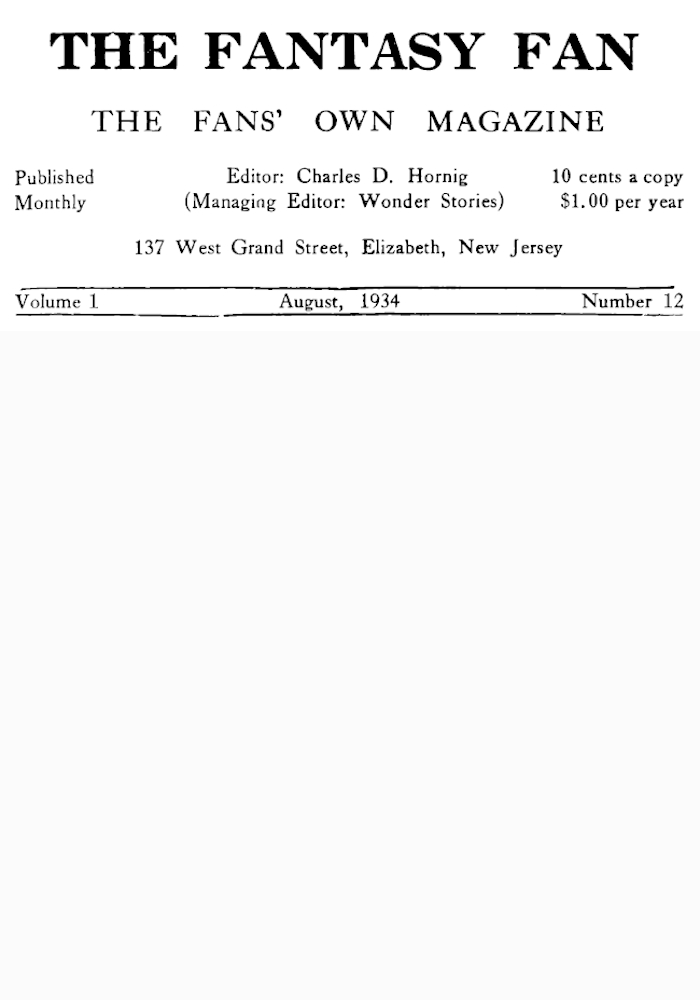 THE FANTASY FAN
THE FANS' OWN MAGAZINE
Published Editor: Charles D. Hornig 10 cents a copy
Monthly (Managing Editor: Wonder Stories) $1.00 per year
137 West Grand Street, Elizabeth, New Jersey
Volume 1 August, 1934 Number 12